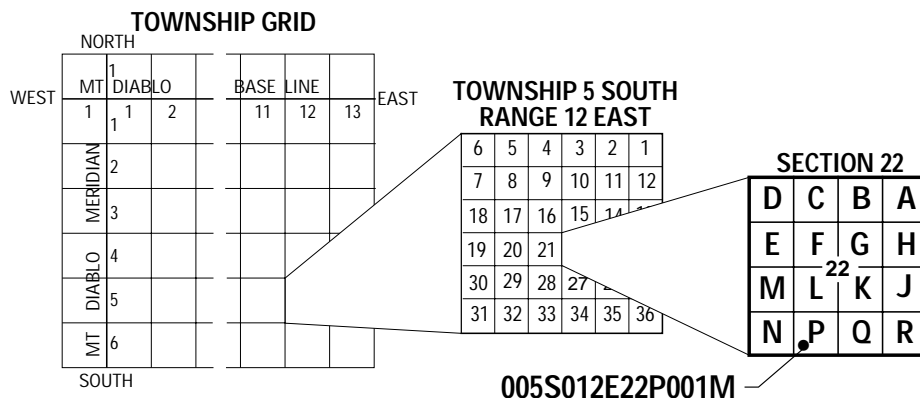 TOWNSHIP GRID
NORTH
1
WEST
MT DIABLO BASE LINE
EAST
1 1 2 11 12 13
1
2
3
4
5
6
MT DIABLO MERIDIAN
SOUTH
TOWNSHIP 5 SOUTH
RANGE 12 EAST
6 5 4 3 2 1
7 8 9 10 11 12
18 17 16 15 14
19 20 21
30 29 28 27
31 32 33 34 35 36
SECTION 22
D C B A
E F G H
22
M L K J
N P Q R
005S012E22P001M